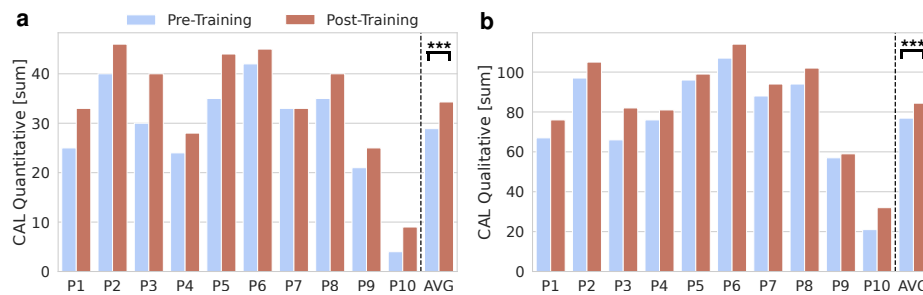 a
Pre-Training
Post-Training
CAL Quantitative [sum]
40
30
20
10
0
***
P1 P2 P3 P4 P5 P6 P7 P8 P9 P10 AVG
b
CAL Qualitative [sum]
100
80
60
40
20
0
***
P1 P2 P3 P4 P5 P6 P7 P8 P9 P10 AVG